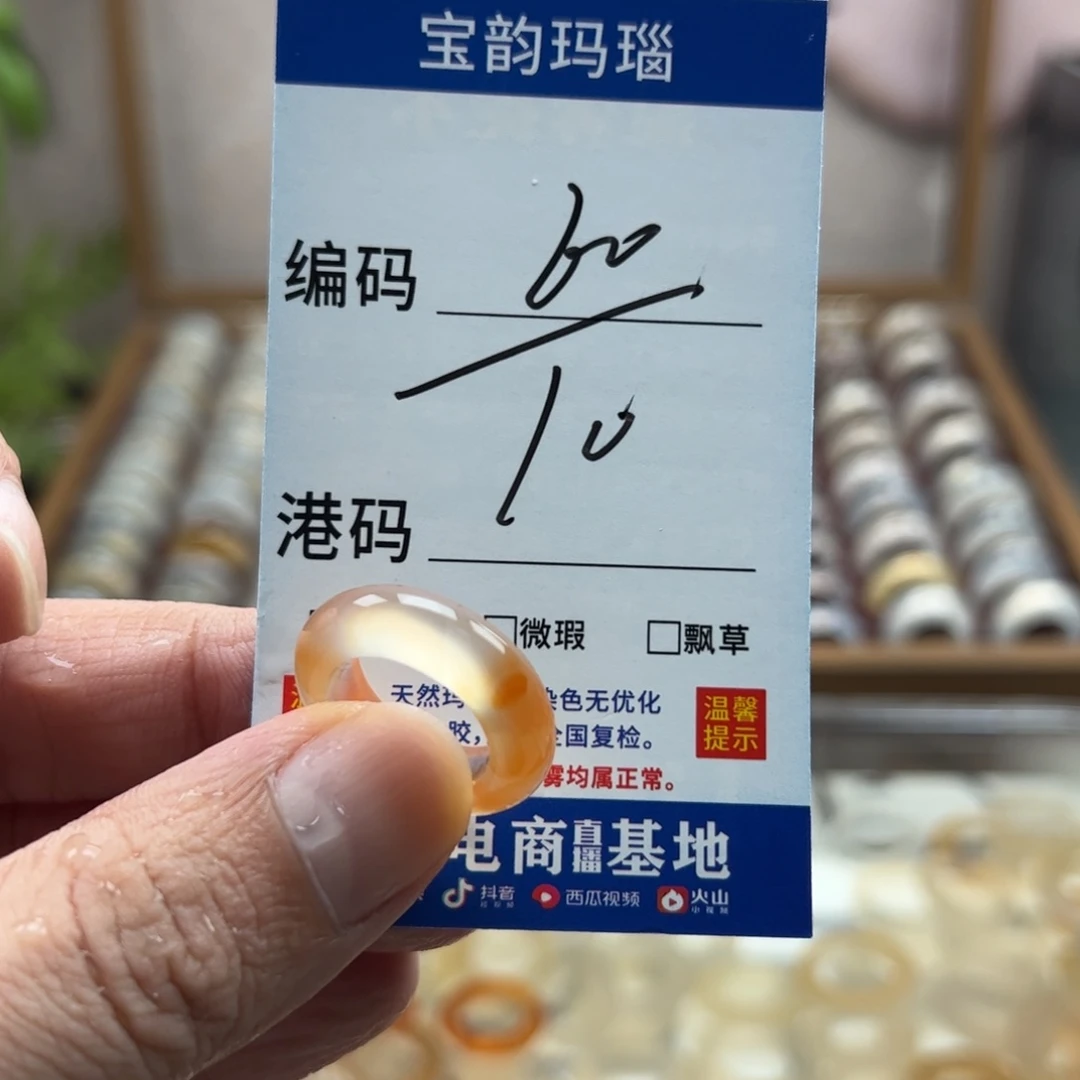 宝韵玛瑙
编码 60
10
港码
□微瑕 □飘草
天然玛 染色无优化
胶， 全国复检。
温馨
提示
雾均属正常。
电商直播基地
抖音 西瓜视频 火山